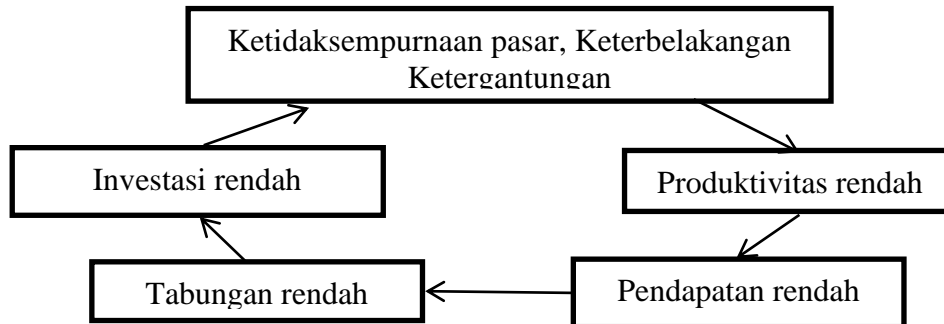 Ketidaksempurnaan pasar, Keterbelakangan
Ketergantungan
Investasi rendah
Produktivitas rendah
Tabungan rendah
Pendapatan rendah